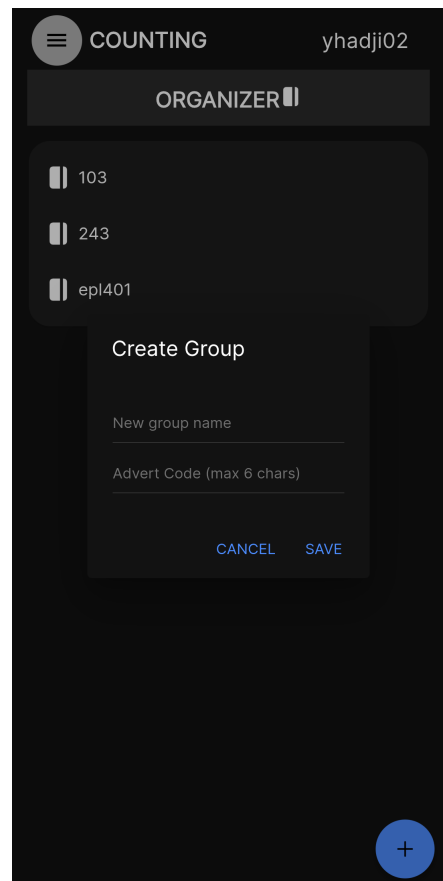 COUNTING yhadji02
ORGANIZER
103
243
epl401
Create Group
New group name
Advert Code (max 6 chars)
CANCEL SAVE
+